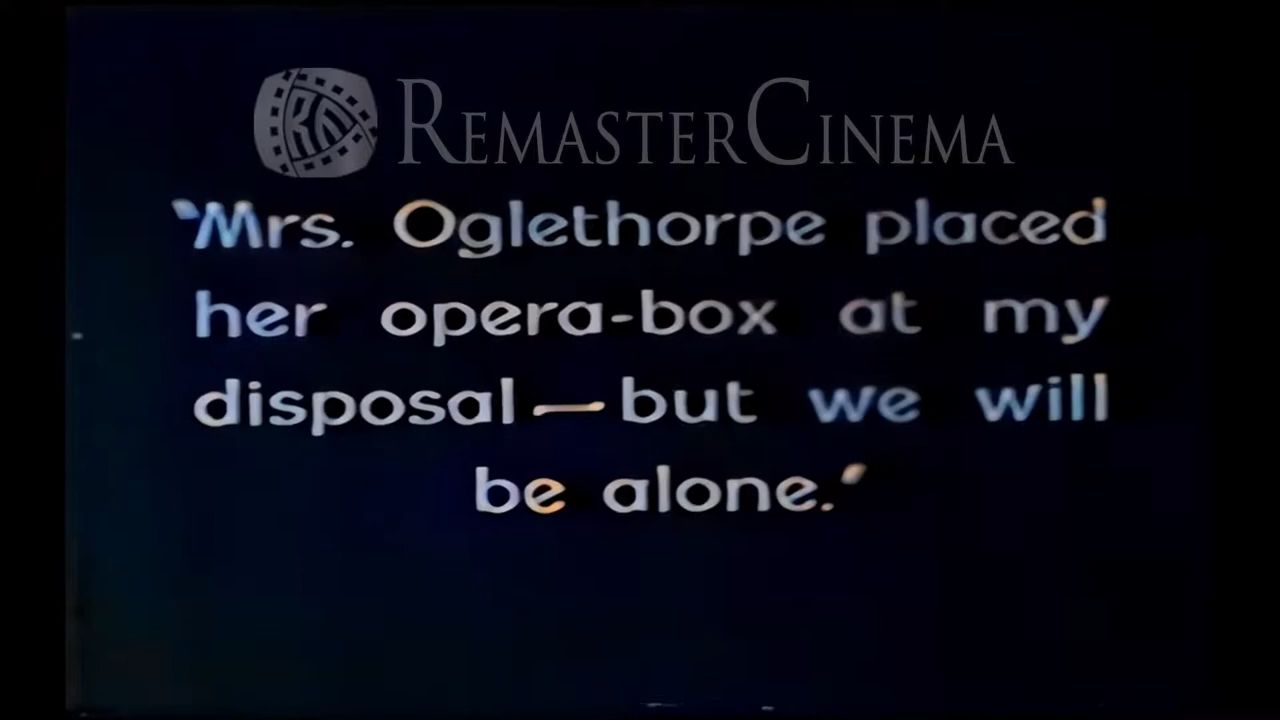 REMASTERCINEMA
"Mrs. Oglethorpe placed
her opera-box at my
disposal—but we will
be alone."